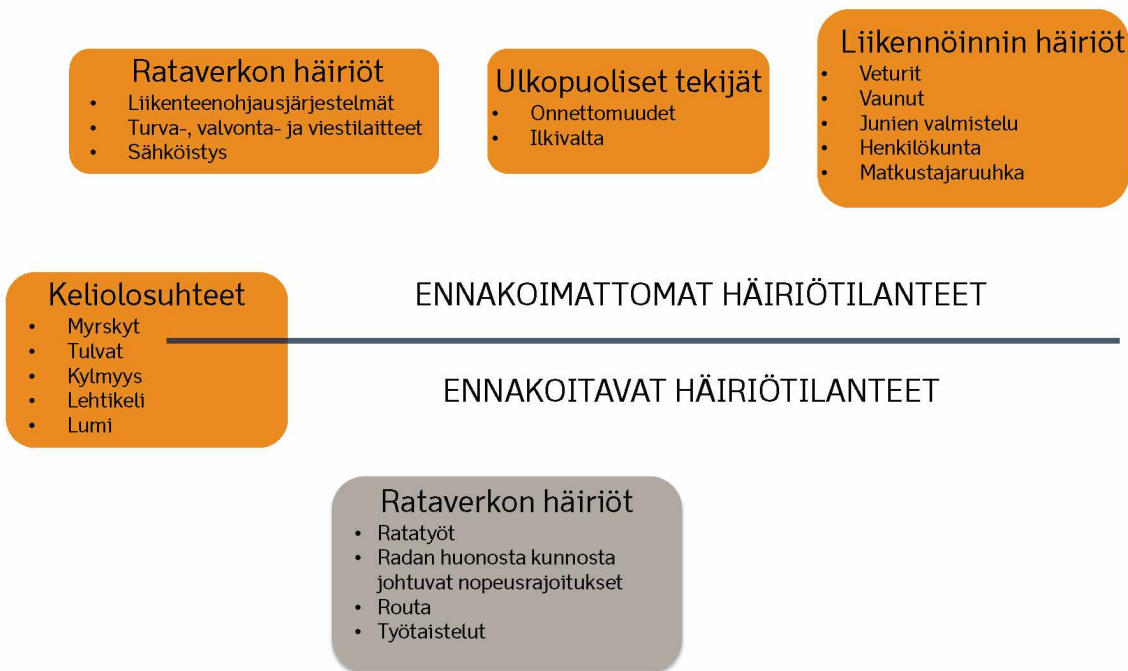 Rataverkon häiriöt
• Liikenteenohjausjärjestelmät
• Turva-, valvonta- ja viestilaitteet
• Sähköistys
Ulkopuoliset tekijät
• Onnettomuudet
• Ilkivalta
Liikennöinnin häiriöt
• Veturit
• Vaunut
• Junien valmistelu
• Henkilökunta
• Matkustajaruuhka
Keliolosuhteet
• Myrskyt
• Tulvat
• Kylmyys
• Lehtikeli
• Lumi
ENNAKOIMATTOMAT HÄIRIÖTILANTEET
ENNAKOITAVAT HÄIRIÖTILANTEET
Rataverkon häiriöt
• Ratatyöt
• Radan huonosta kunnosta
johtuvat nopeusrajoitukset
• Routa
• Työtaistelut